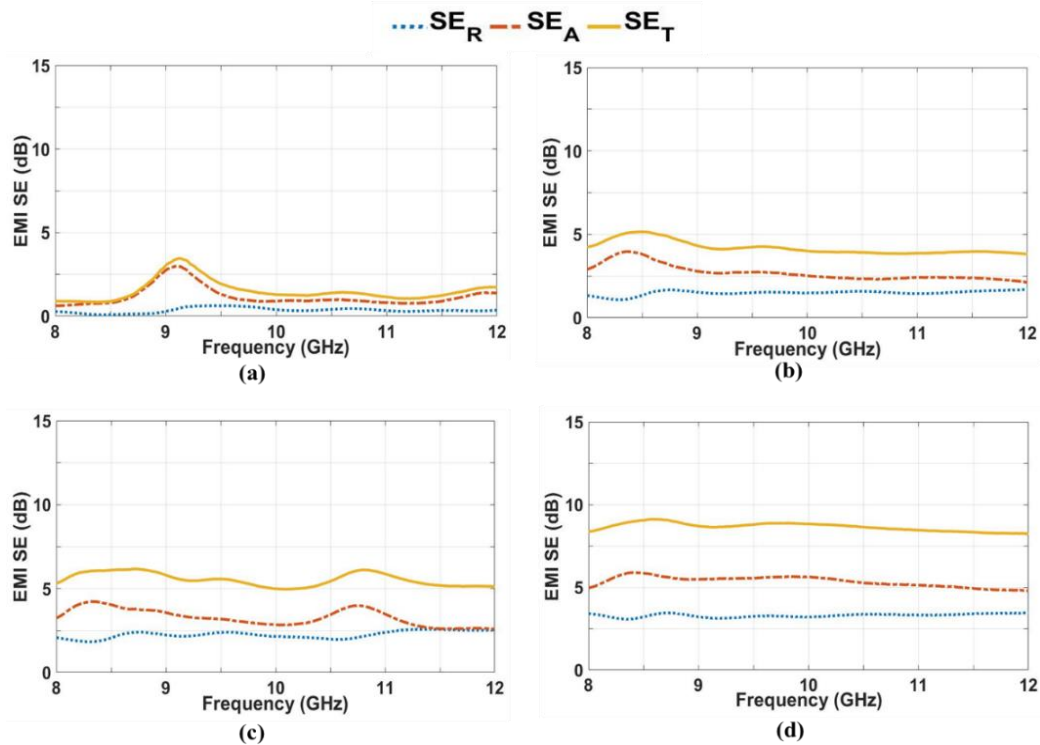 SE_R SE_A SE_T
15
10
5
0
EMI SE (dB)
8 9 10 11 12
Frequency (GHz)
(a)
15
10
5
0
EMI SE (dB)
8 9 10 11 12
Frequency (GHz)
(b)
15
10
5
0
EMI SE (dB)
8 9 10 11 12
Frequency (GHz)
(c)
15
10
5
0
EMI SE (dB)
8 9 10 11 12
Frequency (GHz)
(d)